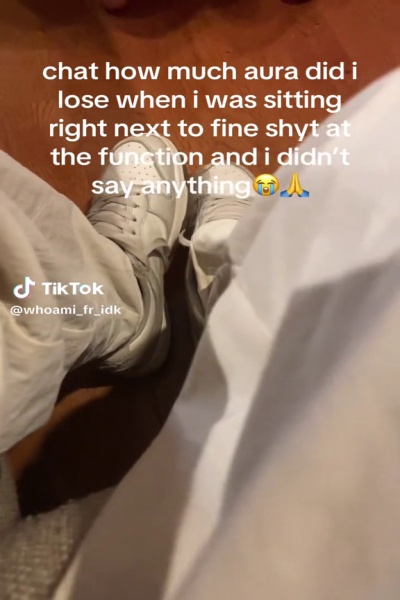 chat how much aura did i
lose when i was sitting
right next to fine shyt at
the function and i didn't
say anything😭🙏
TikTok
@whoami_fr_idk